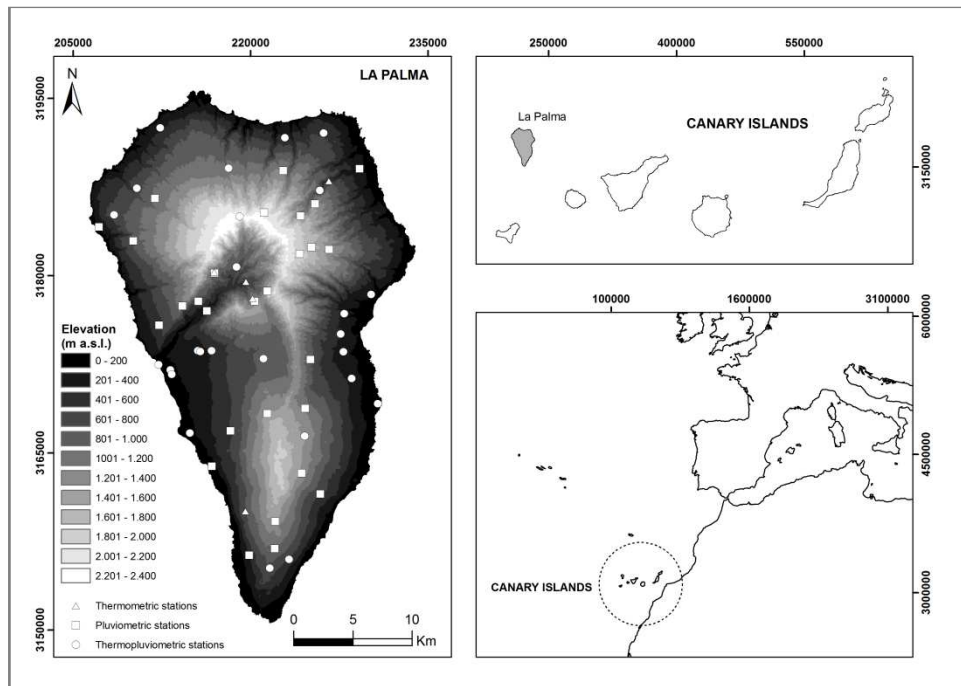 205000 220000 235000
LA PALMA
N
3195000
3180000
3165000
3150000
Elevation
(m a.s.l.)
0 - 200
201 - 400
401 - 600
601 - 800
801 - 1.000
1001 - 1.200
1.201 - 1.400
1.401 - 1.600
1.601 - 1.800
1.801 - 2.000
2.001 - 2.200
2.201 - 2.400
Thermometric stations
Pluviometric stations
Thermopluviometric stations
0 5 10
Km
250000 400000 550000
La Palma
CANARY ISLANDS
3150000
100000 1600000 3100000
6000000
4500000
3000000
CANARY ISLANDS